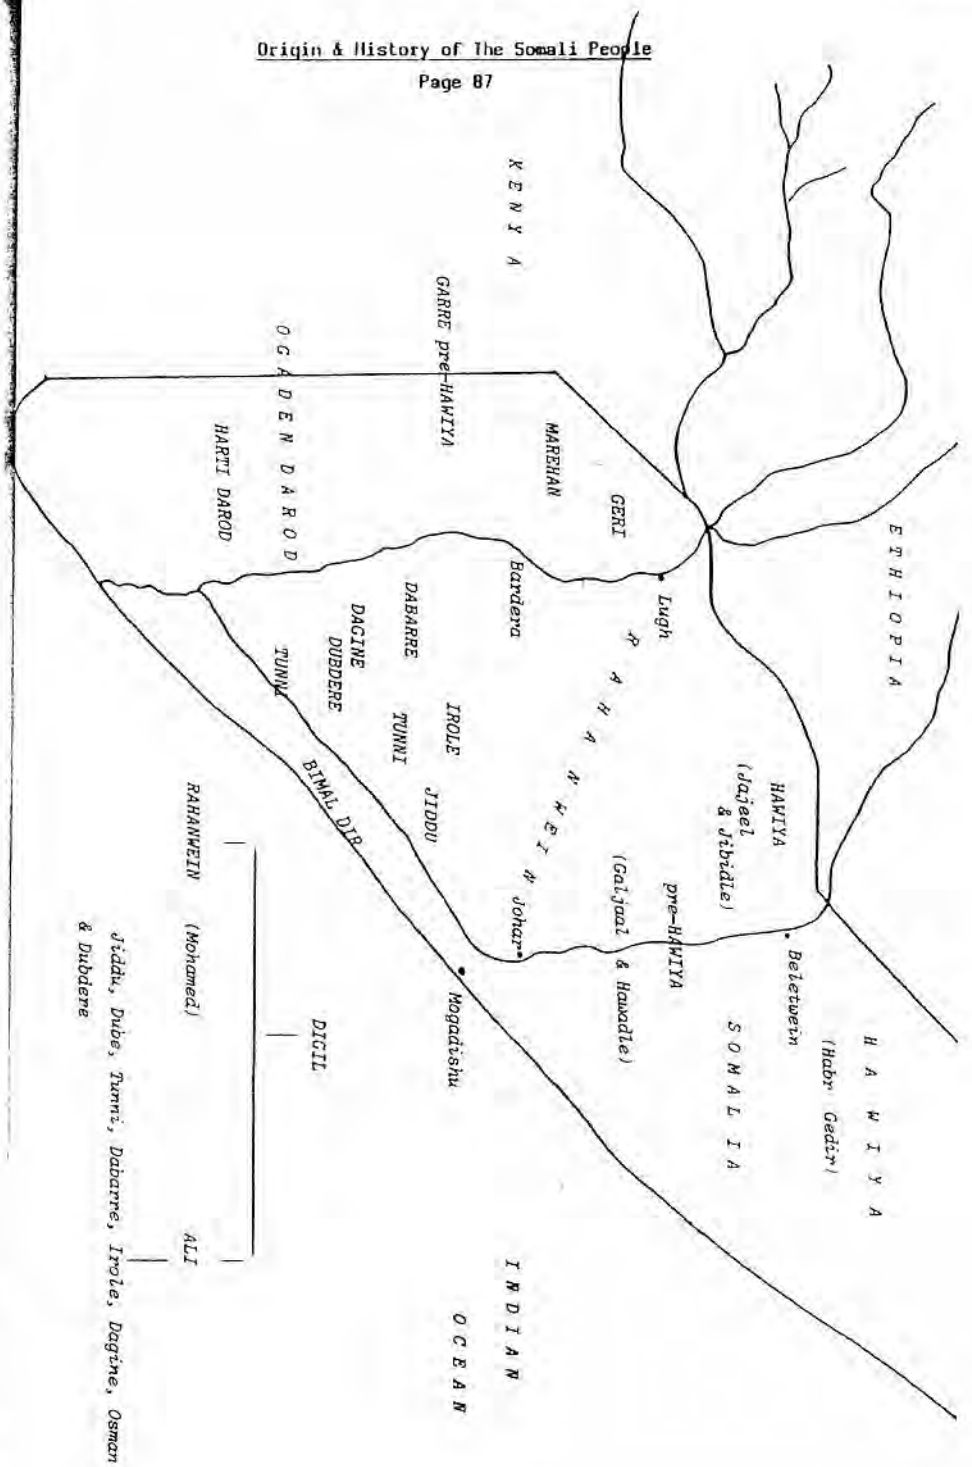 Origin & History of The Somali People
Page 87
KENYA
ETHIOPIA
HAWIYA
(Habr Gedir)
SOMALIA
Beletwein
HAWIYA
(Jajeel
& Jibidle)
pre-HAWIYA
(Galjaal & Hawadle)
Lugh
RAHANWEIN
Johar
GERI
MAREHAN
Bardera
GARRE pre-HAWIYA
IROLE
JIDDU
DABARRE
TUNNI
DAGINE
DUBDERE
OGADEN DAROD
TUNNI
HARTI DAROD
BIMAL DIR
Mogadishu
INDIAN
OCEAN
DIGIL
RAHANWEIN (Mohamed)
ALI
Jiddu, Dube, Tunni, Dabarre, Irole, Dagine, Osman
& Dubdere